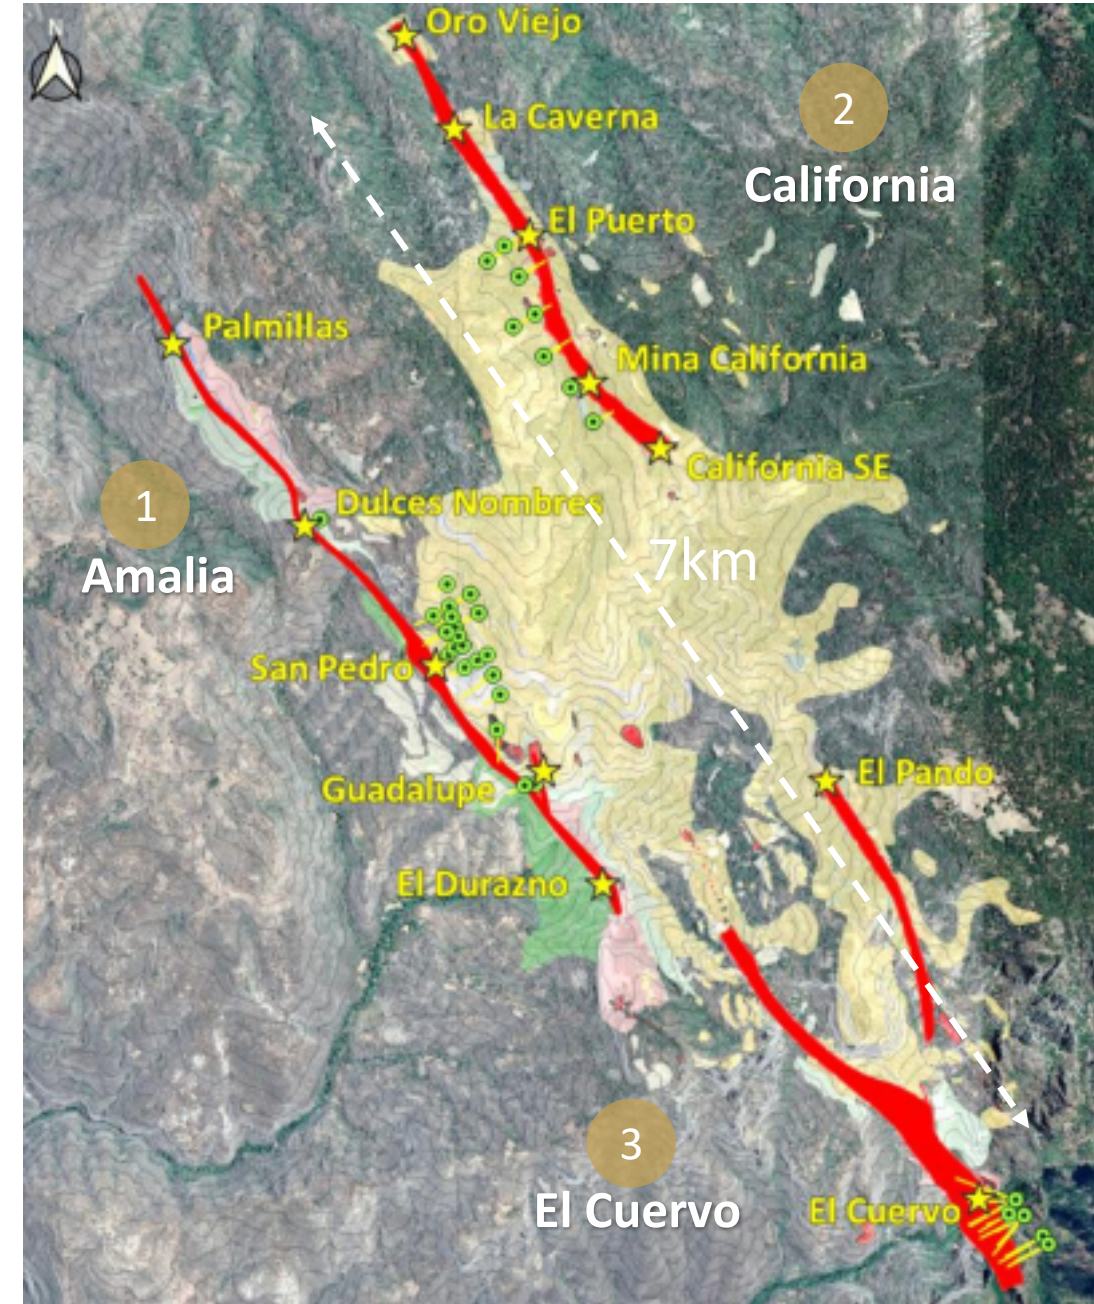 N
Oro Viejo
La Caverna
2
California
El Puerto
Palmillas
Mina California
California SE
1
Amalia
Dulces Nombres
7km
San Pedro
Guadalupe
El Pando
El Durazno
3
El Cuervo
El Cuervo